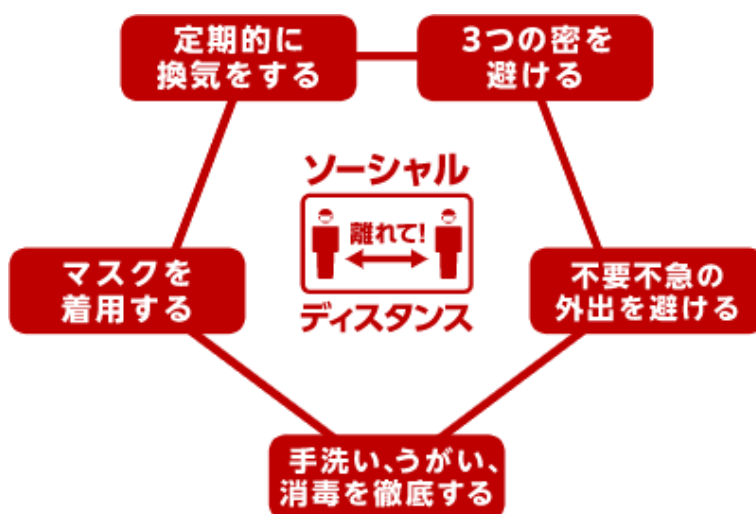 定期的に
換気をする
3つの密を
避ける
ソーシャル
離れて!
ディスタンス
マスクを
着用する
不要不急の
外出を避ける
手洗い、うがい、
消毒を徹底する